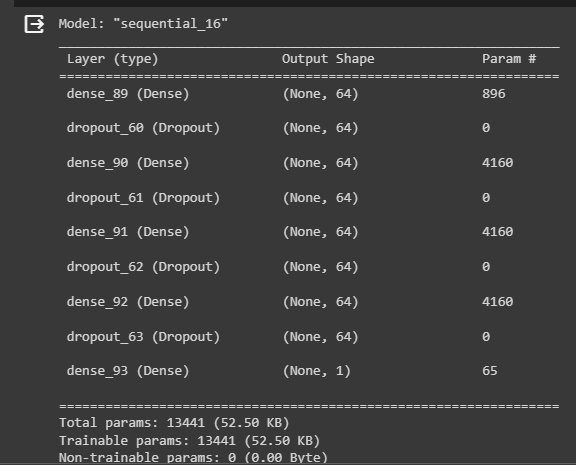 Model: "sequential_16"
_________________________________________________________________
Layer (type) Output Shape Param #
=================================================================
dense_89 (Dense) (None, 64) 896
dropout_60 (Dropout) (None, 64) 0
dense_90 (Dense) (None, 64) 4160
dropout_61 (Dropout) (None, 64) 0
dense_91 (Dense) (None, 64) 4160
dropout_62 (Dropout) (None, 64) 0
dense_92 (Dense) (None, 64) 4160
dropout_63 (Dropout) (None, 64) 0
dense_93 (Dense) (None, 1) 65
=================================================================
Total params: 13441 (52.50 KB)
Trainable params: 13441 (52.50 KB)
Non-trainable params: 0 (0.00 Byte)